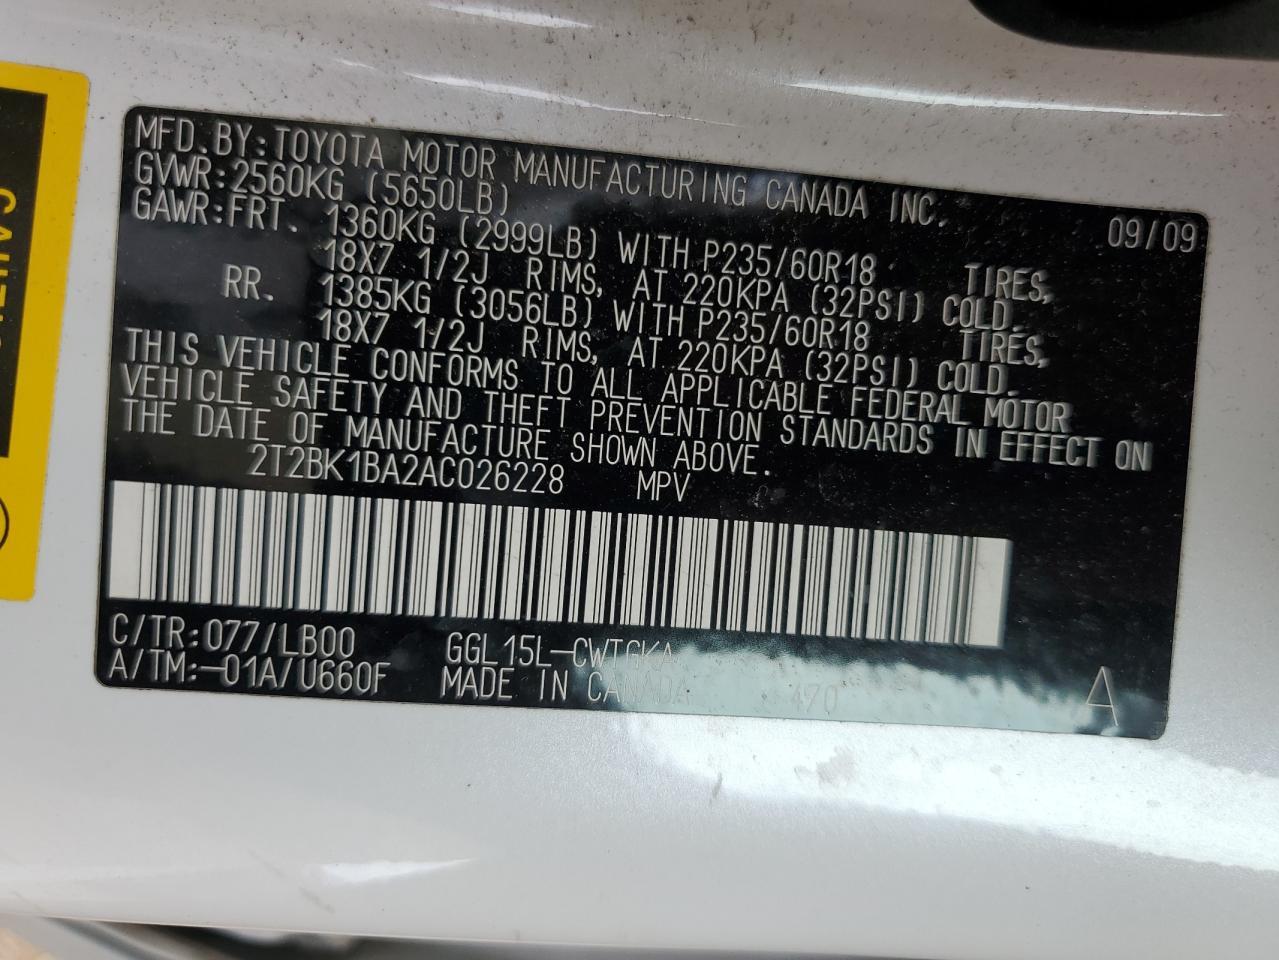 MFD.BY:TOYOTA MOTOR MANUFACTURING CANADA INC. 09/09
GVWR:2560KG (5650LB)
GAWR:FRT. 1360KG (2999LB) WITH P235/60R18 TIRES,
18X7 1/2J RIMS, AT 220KPA (32PSI) COLD.
RR. 1385KG (3056LB) WITH P235/60R18 TIRES,
18X7 1/2J RIMS, AT 220KPA (32PSI) COLD.
THIS VEHICLE CONFORMS TO ALL APPLICABLE FEDERAL MOTOR
VEHICLE SAFETY AND THEFT PREVENTION STANDARDS IN EFFECT ON
THE DATE OF MANUFACTURE SHOWN ABOVE.
2T2BK1BA2AC026228 MPV
C/TR:077/LB00 GGL15L-CWTGKA
A/TM:-01A/U660F MADE IN CANADA 470 A